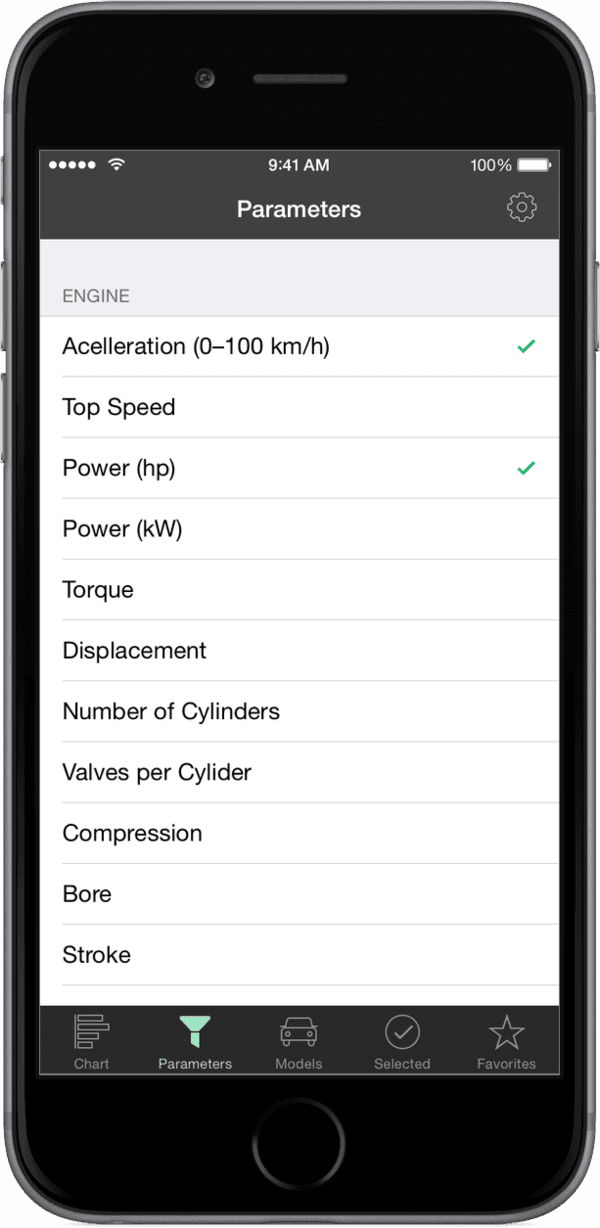 9:41 AM
100%
Parameters
ENGINE
Acelleration (0–100 km/h)
Top Speed
Power (hp)
Power (kW)
Torque
Displacement
Number of Cylinders
Valves per Cylider
Compression
Bore
Stroke
Chart
Parameters
Models
Selected
Favorites